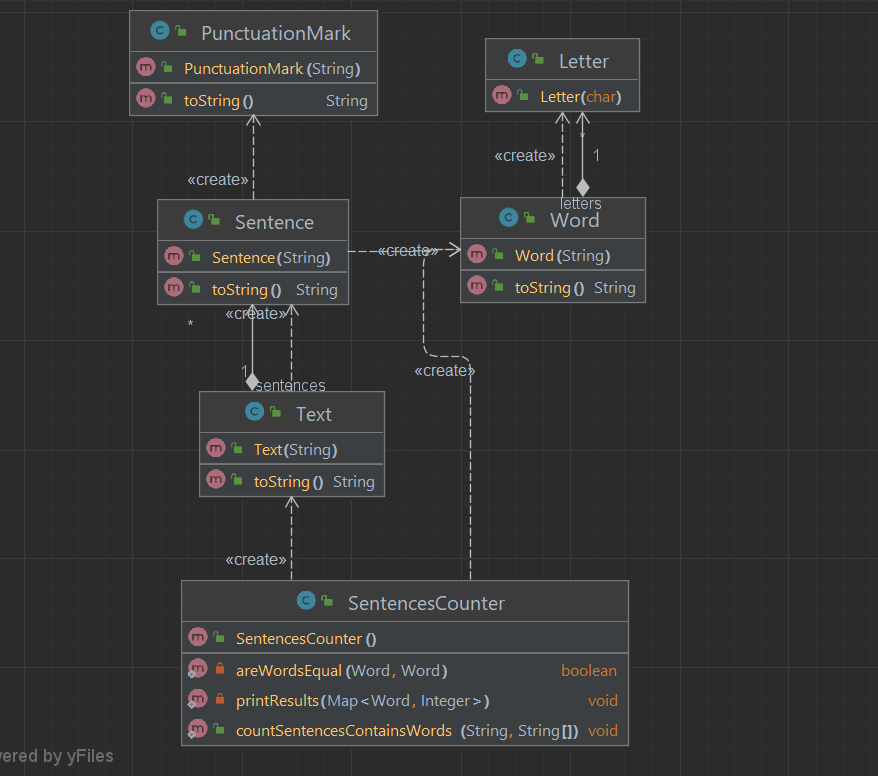 C PunctuationMark
m PunctuationMark(String)
m toString() String
«create»
C Letter
m Letter(char)
«create»
*
1
letters
C Sentence
m Sentence(String)
m toString() String
«create»
C Word
m Word(String)
m toString() String
«create»
*
1
sentences
«create»
C Text
m Text(String)
m toString() String
«create»
C SentencesCounter
m SentencesCounter()
m areWordsEqual(Word, Word) boolean
m printResults(Map<Word, Integer>) void
m countSentencesContainsWords (String, String[]) void
ered by yFiles